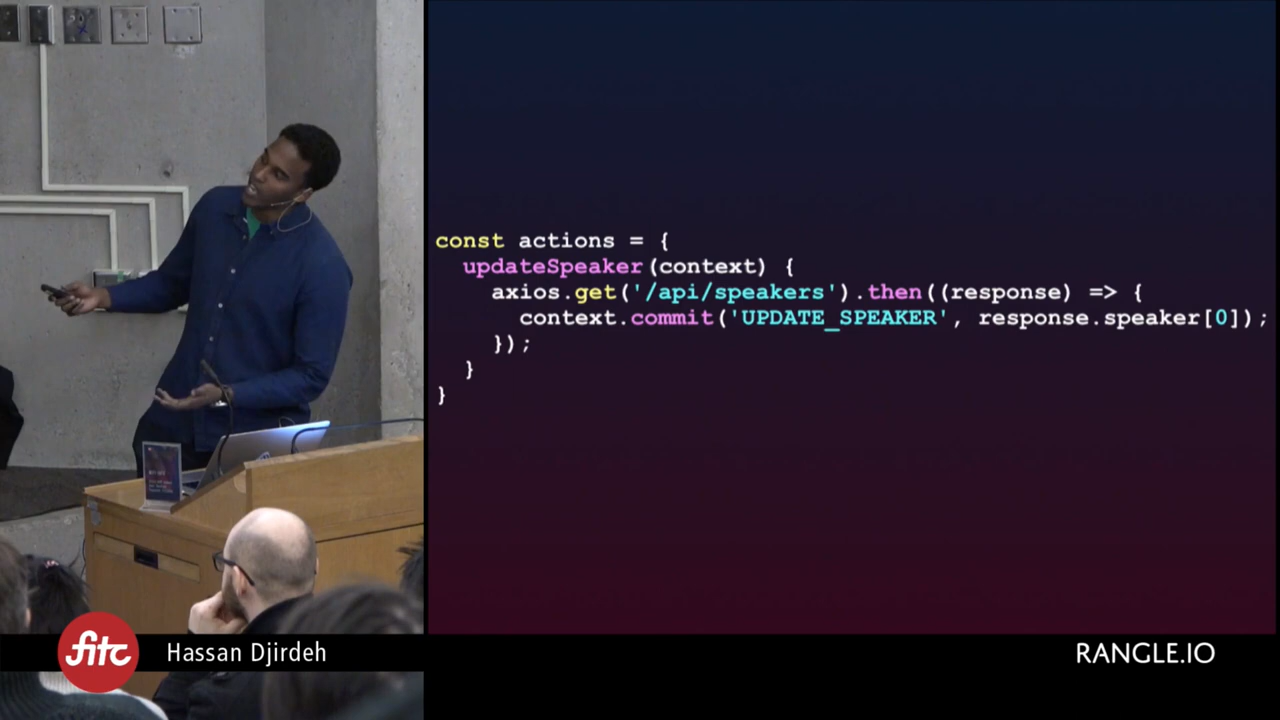 const actions = {
  updateSpeaker(context) {
    axios.get('/api/speakers').then((response) => {
      context.commit('UPDATE_SPEAKER', response.speaker[0]);
    });
  }
}
fitc
Hassan Djirdeh
RANGLE.IO